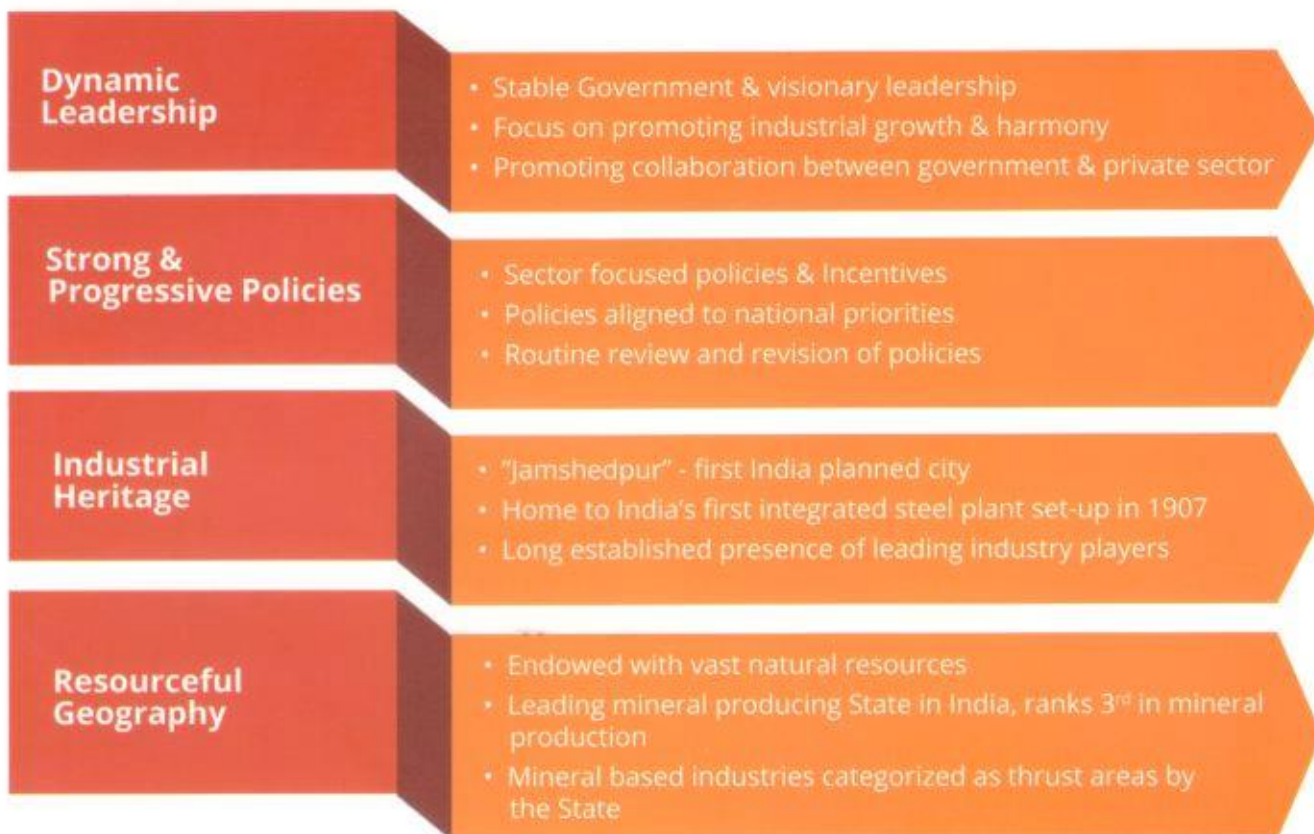 Dynamic
Leadership
• Stable Government & visionary leadership
• Focus on promoting industrial growth & harmony
• Promoting collaboration between government & private sector
Strong &
Progressive Policies
• Sector focused policies & Incentives
• Policies aligned to national priorities
• Routine review and revision of policies
Industrial
Heritage
• "Jamshedpur" - first India planned city
• Home to India's first integrated steel plant set-up in 1907
• Long established presence of leading industry players
Resourceful
Geography
• Endowed with vast natural resources
• Leading mineral producing State in India, ranks 3rd in mineral
production
• Mineral based industries categorized as thrust areas by
the State